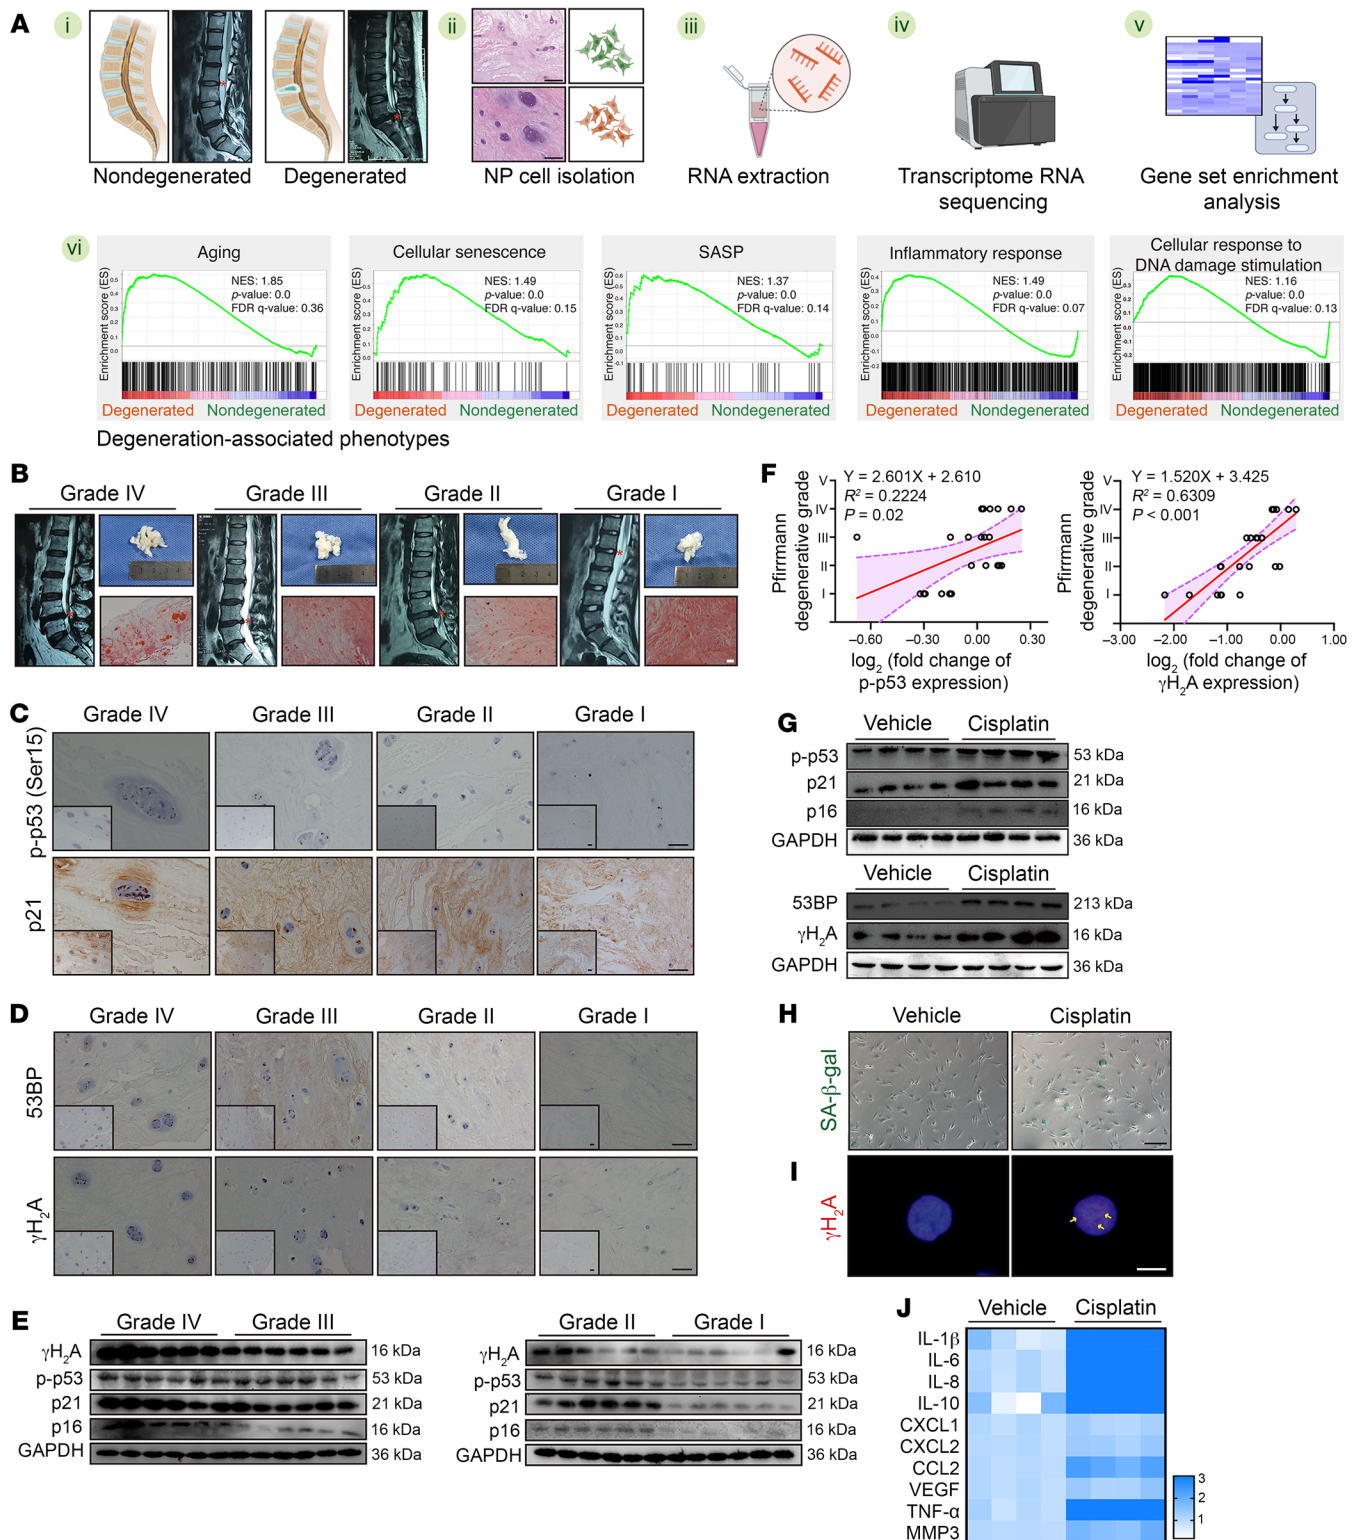 A
i
ii
iii
iv
v
Nondegenerated
Degenerated
NP cell isolation
RNA extraction
Transcriptome RNA
sequencing
Gene set enrichment
analysis
vi
Aging
Enrichment score (ES)
NES: 1.85
p-value: 0.0
FDR q-value: 0.36
Degenerated
Nondegenerated
Cellular senescence
Enrichment score (ES)
NES: 1.49
p-value: 0.0
FDR q-value: 0.15
Degenerated
Nondegenerated
SASP
Enrichment score (ES)
NES: 1.37
p-value: 0.0
FDR q-value: 0.14
Degenerated
Nondegenerated
Inflammatory response
Enrichment score (ES)
NES: 1.49
p-value: 0.0
FDR q-value: 0.07
Degenerated
Nondegenerated
Cellular response to
DNA damage stimulation
Enrichment score (ES)
NES: 1.16
p-value: 0.0
FDR q-value: 0.13
Degenerated
Nondegenerated
Degeneration-associated phenotypes
B
Grade IV
Grade III
Grade II
Grade I
C
Grade IV
Grade III
Grade II
Grade I
p-p53 (Ser15)
p21
D
Grade IV
Grade III
Grade II
Grade I
53BP
γH2A
E
Grade IV
Grade III
γH2A
16 kDa
p-p53
53 kDa
p21
21 kDa
p16
16 kDa
GAPDH
36 kDa
Grade II
Grade I
γH2A
16 kDa
p-p53
53 kDa
p21
21 kDa
p16
16 kDa
GAPDH
36 kDa
F
Y = 2.601X + 2.610
R² = 0.2224
P = 0.02
Pfirrmann
degenerative grade
V
IV
III
II
I
-0.60
-0.30
0.00
0.30
log2 (fold change of
p-p53 expression)
Y = 1.520X + 3.425
R² = 0.6309
P < 0.001
Pfirrmann
degenerative grade
V
IV
III
II
I
-3.00
-2.00
-1.00
0.00
1.00
log2 (fold change of
γH2A expression)
G
Vehicle
Cisplatin
p-p53
53 kDa
p21
21 kDa
p16
16 kDa
GAPDH
36 kDa
Vehicle
Cisplatin
53BP
213 kDa
γH2A
16 kDa
GAPDH
36 kDa
H
Vehicle
Cisplatin
SA-β-gal
I
γH2A
J
Vehicle
Cisplatin
IL-1β
IL-6
IL-8
IL-10
CXCL1
CXCL2
CCL2
VEGF
TNF-α
MMP3
3
2
1